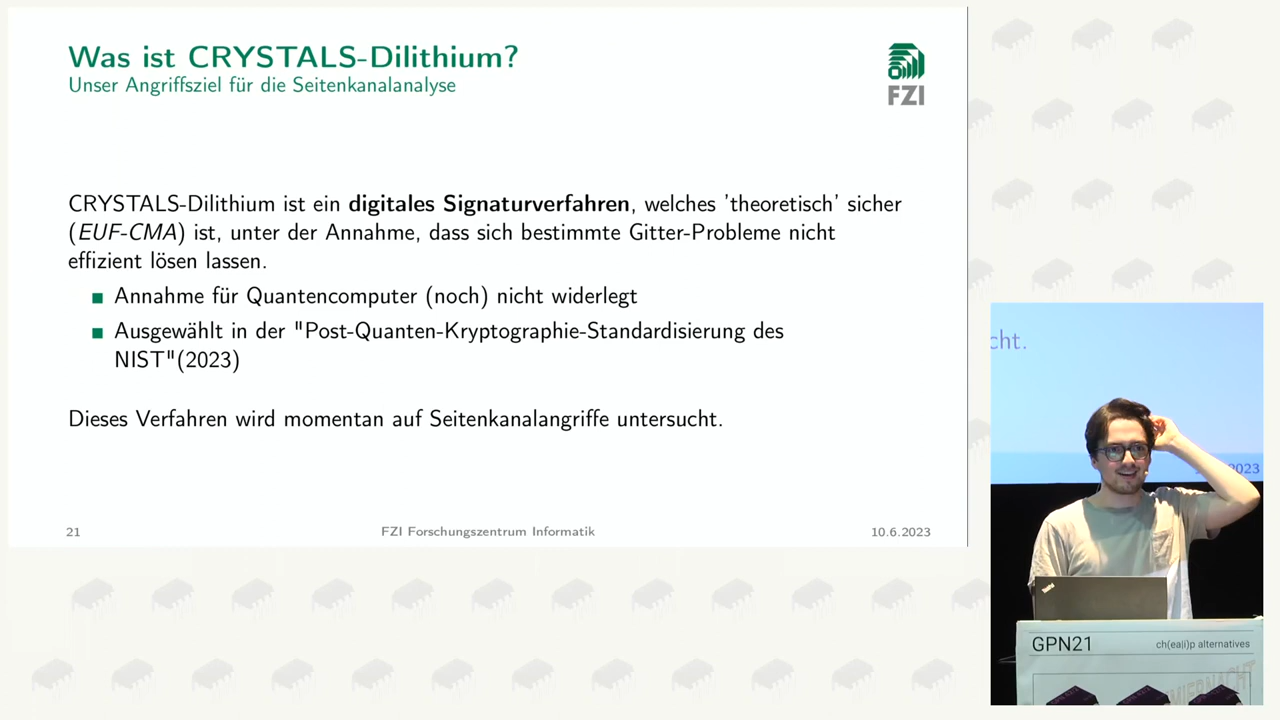 Was ist CRYSTALS-Dilithium?
Unser Angriffsziel für die Seitenkanalanalyse
FZI
CRYSTALS-Dilithium ist ein digitales Signaturverfahren, welches 'theoretisch' sicher
(EUF-CMA) ist, unter der Annahme, dass sich bestimmte Gitter-Probleme nicht
effizient lösen lassen.
Annahme für Quantencomputer (noch) nicht widerlegt
Ausgewählt in der "Post-Quanten-Kryptographie-Standardisierung des
NIST"(2023)
Dieses Verfahren wird momentan auf Seitenkanalangriffe untersucht.
21
FZI Forschungszentrum Informatik
10.6.2023
cht.
2023
GPN21
ch(ea|i)p alternatives